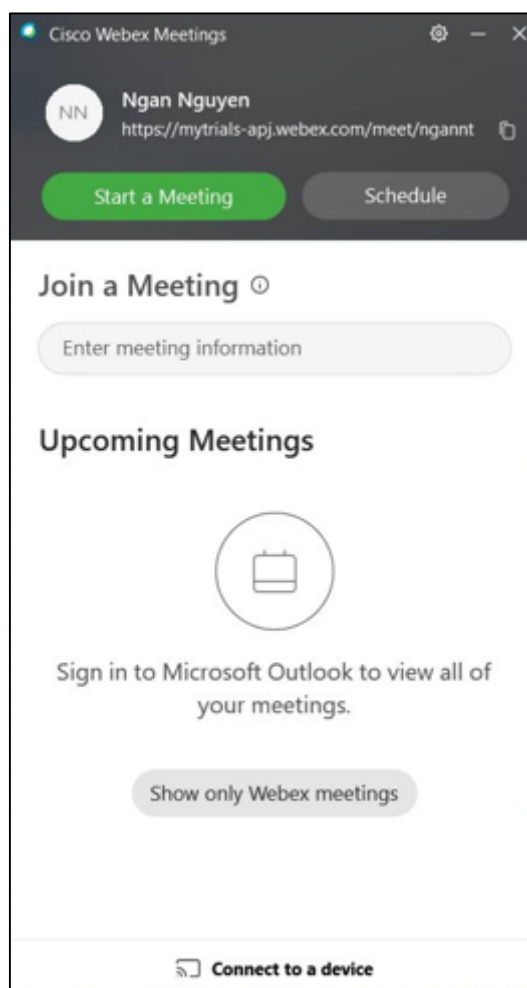 Cisco Webex Meetings
NN
Ngan Nguyen
https://mytrials-apj.webex.com/meet/ngannt
Start a Meeting
Schedule
Join a Meeting
Enter meeting information
Upcoming Meetings
Sign in to Microsoft Outlook to view all of
your meetings.
Show only Webex meetings
Connect to a device